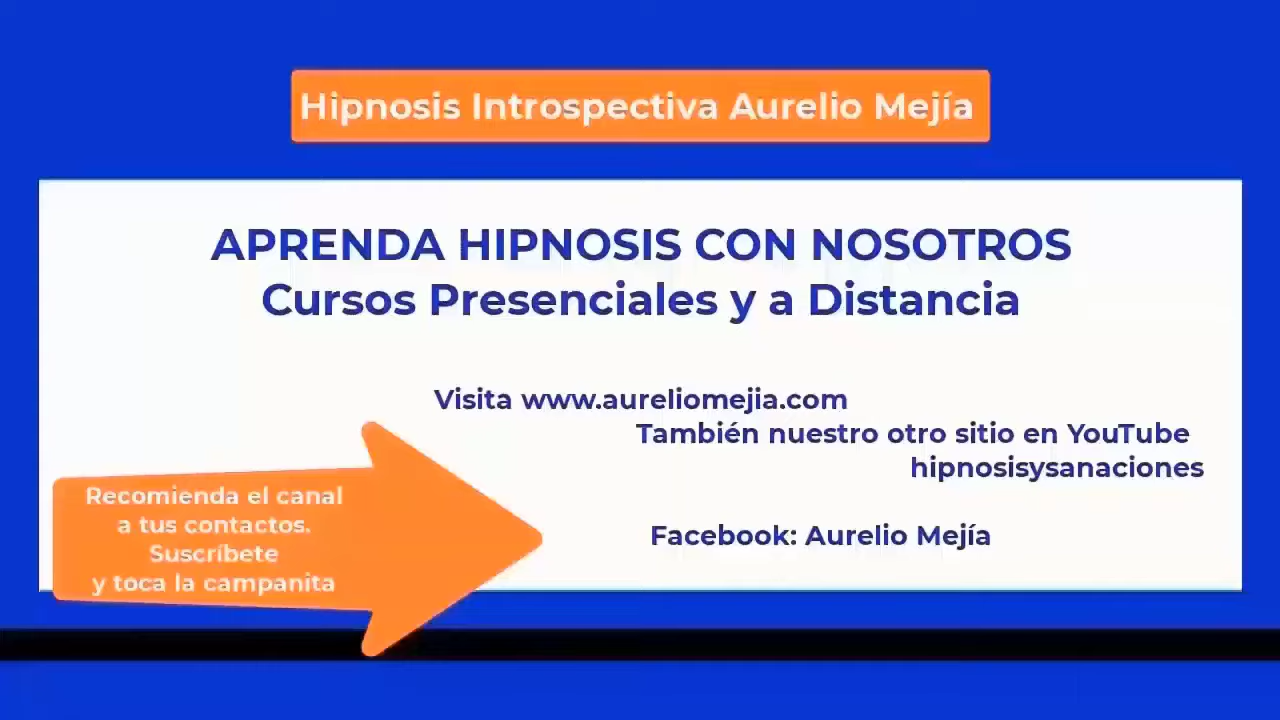 Hipnosis Introspectiva Aurelio Mejía
APRENDA HIPNOSIS CON NOSOTROS
Cursos Presenciales y a Distancia
Visita www.aureliomejia.com
También nuestro otro sitio en YouTube
hipnosisysanaciones
Facebook: Aurelio Mejía
Recomienda el canal
a tus contactos.
Suscríbete
y toca la campanita